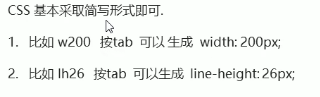 CSS 基本采取简写形式即可.
1. 比如 w200 按tab 可以 生成 width: 200px;
2. 比如 lh26 按tab 可以生成 line-height: 26px;